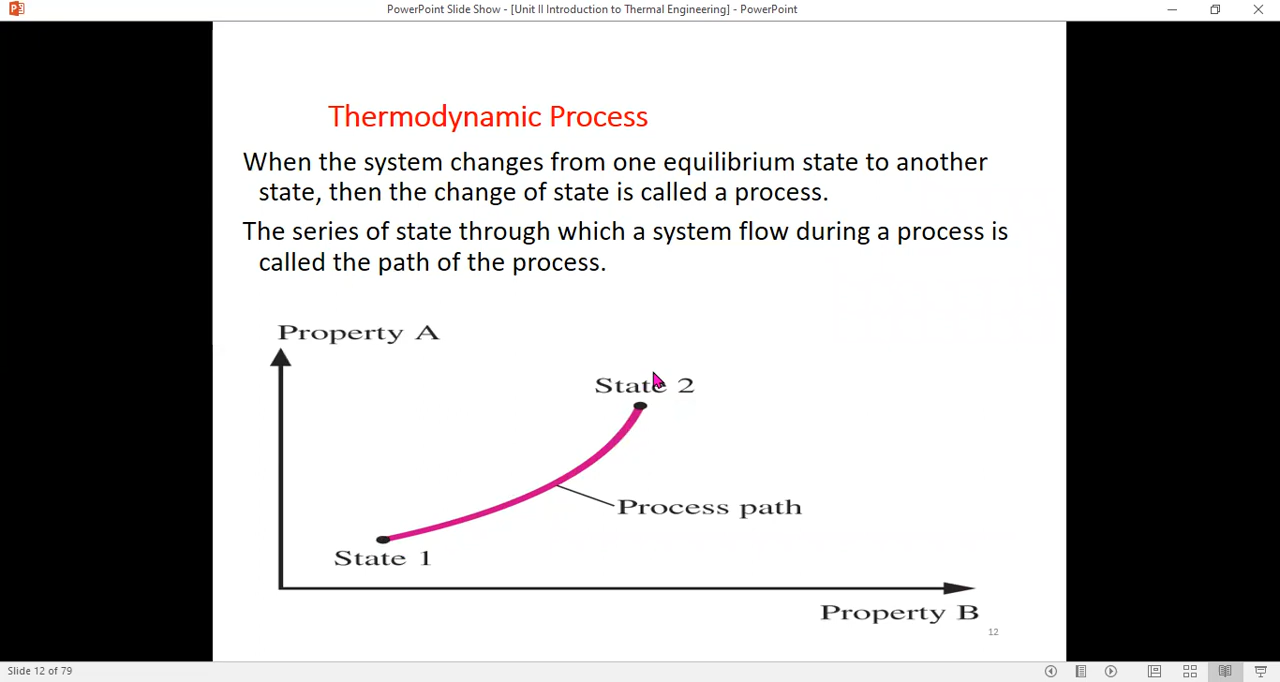 PowerPoint Slide Show - [Unit II Introduction to Thermal Engineering] - PowerPoint
Thermodynamic Process
When the system changes from one equilibrium state to another
state, then the change of state is called a process.
The series of state through which a system flow during a process is
called the path of the process.
Property A
State 2
Process path
State 1
Property B
12
Slide 12 of 79